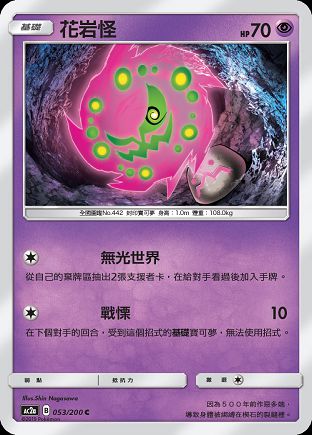 基礎 花岩怪 HP 70
全國圖鑑No.442 封印寶可夢 身高：1.0m 體重：108.0kg
無光世界
從自己的棄牌區抽出2張支援者卡，在給對手看過後加入手牌。
戰慄 10
在下個對手的回合，受到這個招式的基礎寶可夢，無法使用招式。
弱點 抵抗力 撤退
Illus.Shin Nagasawa
AC2a B 053/200 C
©2019 Pokémon
因為５００年前作惡多端，
導致身體被綁縛在楔石的裂縫裡。